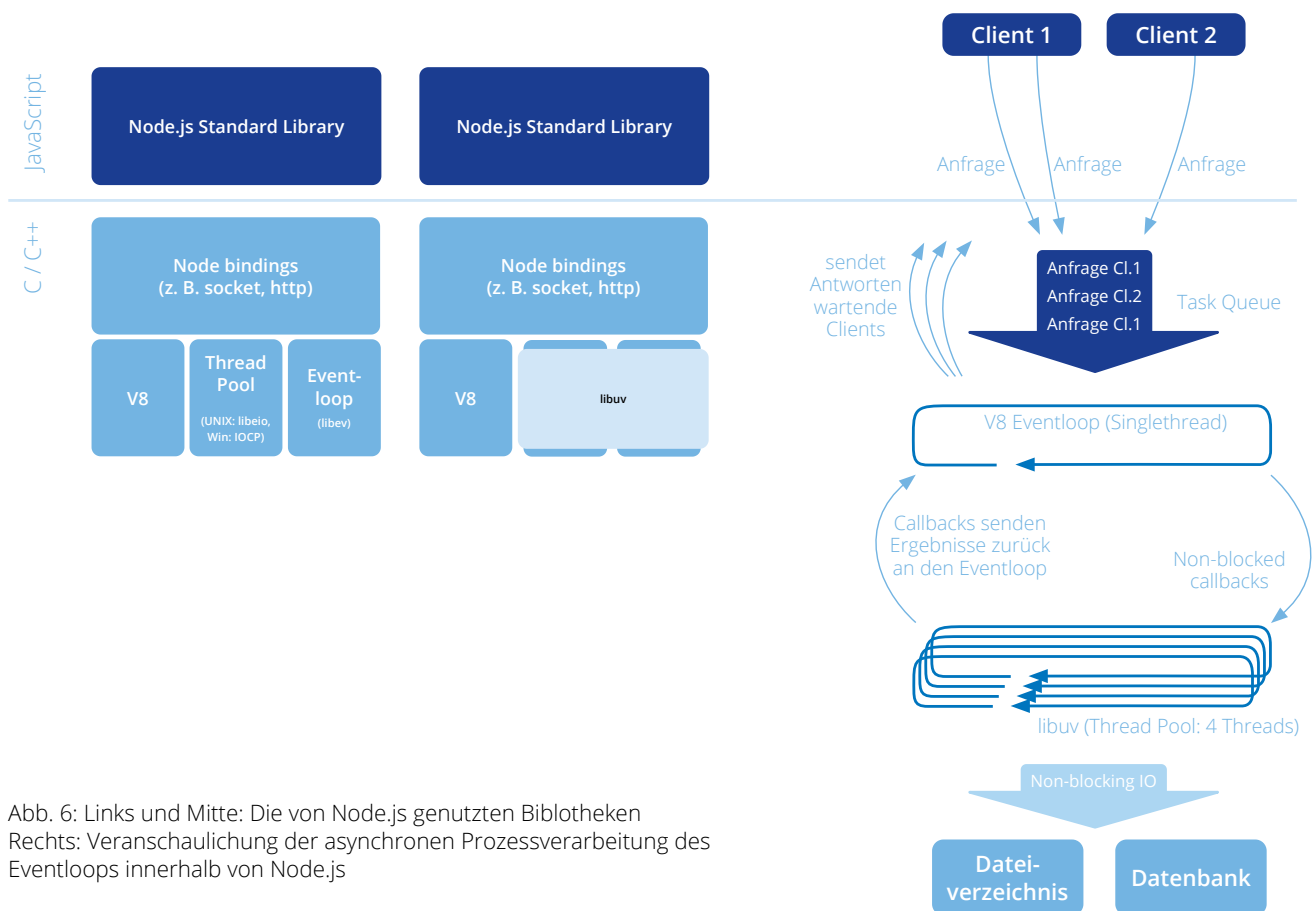 JavaScript
Node.js Standard Library
Node.js Standard Library
C / C++
Node bindings
(z. B. socket, http)
Node bindings
(z. B. socket, http)
V8
Thread
Pool
(UNIX: libeio,
Win: IOCP)
Event-
loop
(libev)
V8
libuv
Client 1
Client 2
Anfrage
Anfrage
Anfrage
sendet
Antworten
wartende
Clients
Anfrage Cl.1
Anfrage Cl.2
Anfrage Cl.1
Task Queue
V8 Eventloop (Singlethread)
Callbacks senden
Ergebnisse zurück
an den Eventloop
Non-blocked
callbacks
libuv (Thread Pool: 4 Threads)
Non-blocking IO
Datei-
verzeichnis
Datenbank
Abb. 6: Links und Mitte: Die von Node.js genutzten Biblotheken
Rechts: Veranschaulichung der asynchronen Prozessverarbeitung des
Eventloops innerhalb von Node.js